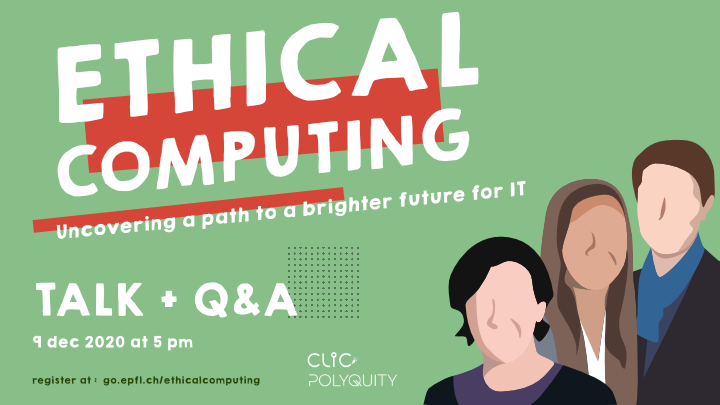 ETHICAL
COMPUTING
Uncovering a path to a brighter future for IT
TALK + Q&A
9 dec 2020 at 5 pm
register at : go.epfl.ch/ethicalcomputing
CLIC
POLYQUITY